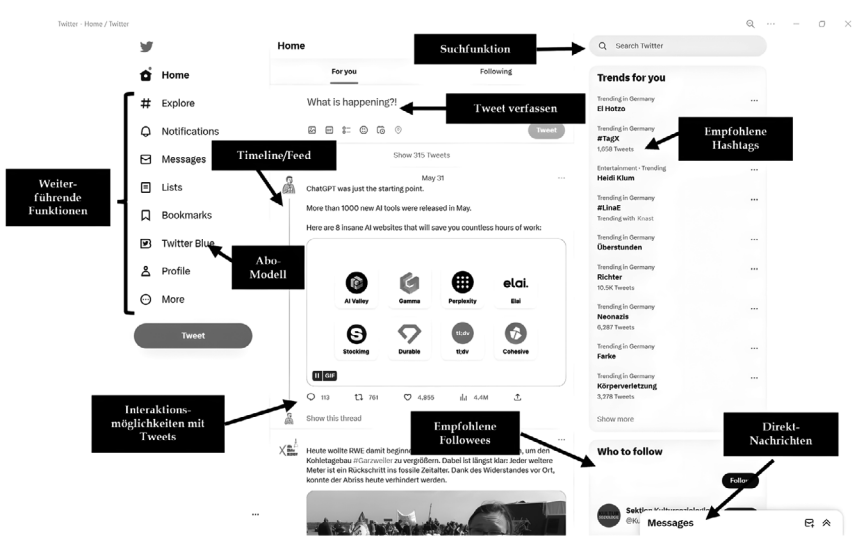 Twitter - Home / Twitter
Home
Explore
Notifications
Messages
Lists
Bookmarks
Twitter Blue
Profile
More
Tweet
Weiter-
führende
Funktionen
Abo-
Modell
Timeline/Feed
Interaktions-
möglichkeiten mit
Tweets
Home
For you
Following
What is happening?!
Tweet
Show 315 Tweets
May 31
ChatGPT was just the starting point.
More than 1000 new AI tools were released in May.
Here are 8 insane AI websites that will save you countless hours of work:
AI Valley
Gamma
Perplexity
elai.
Elai
Stocking
Durable
tl;dv
tl;dv
Cohesive
GIF
113
761
4,855
4.4M
Show this thread
Heute wollte RWE damit beginne
, um den
Kohletagebau #Garzweiler zu vergrößern. Dabei ist längst klar: Jeder weitere
Meter ist ein Rückschritt ins fossile Zeitalter. Dank des Widerstandes vor Ort,
konnte der Abriss heute verhindert werden.
Suchfunktion
Tweet verfassen
Empfohlene
Followees
Search Twitter
Trends for you
Trending in Germany
El Hotzo
Trending in Germany
#TagX
1,658 Tweets
Entertainment · Trending
Heidi Klum
Trending in Germany
#LinaE
Trending with Knast
Trending in Germany
Überstunden
Trending in Germany
Richter
10.5K Tweets
Trending in Germany
Neonazis
6,287 Tweets
Trending in Germany
Farke
Trending in Germany
Körperverletzung
3,278 Tweets
Show more
Empfohlene
Hashtags
Direkt-
Nachrichten
Who to follow
Follow
Sektion
@Ku
Messages